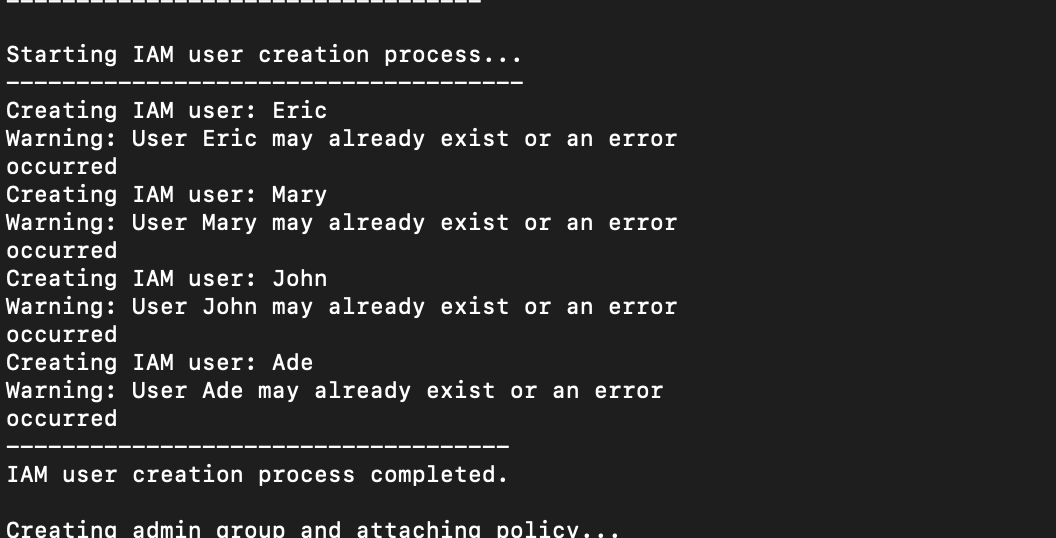 ------------------------------------
Starting IAM user creation process...
-------------------------------------
Creating IAM user: Eric
Warning: User Eric may already exist or an error
occurred
Creating IAM user: Mary
Warning: User Mary may already exist or an error
occurred
Creating IAM user: John
Warning: User John may already exist or an error
occurred
Creating IAM user: Ade
Warning: User Ade may already exist or an error
occurred
------------------------------------
IAM user creation process completed.
Creating admin group and attaching policy...